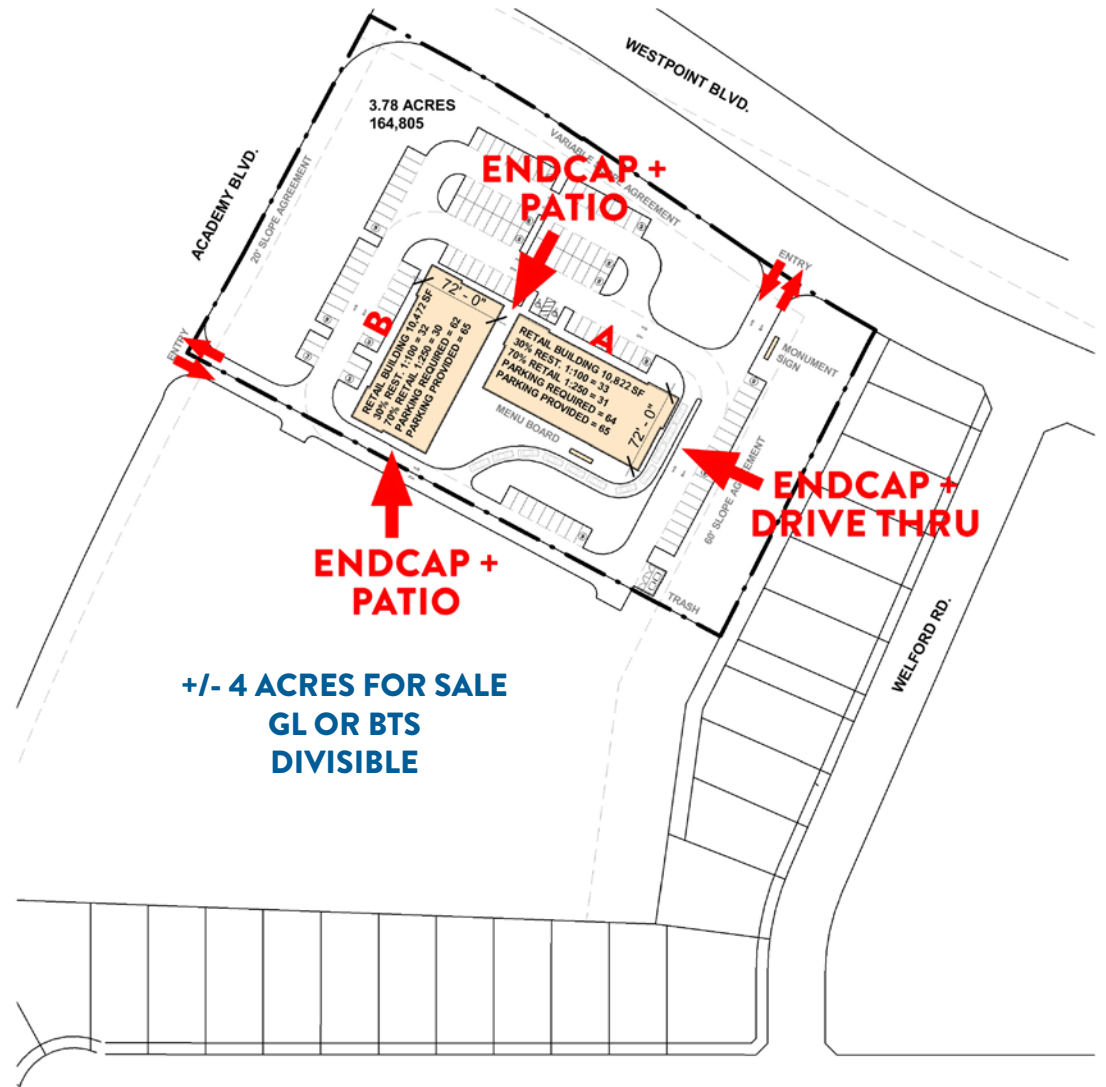 WESTPOINT BLVD.
3.78 ACRES
164,805
ACADEMY BLVD.
20' SLOPE AGREEMENT
VARIABLE SLOPE AGREEMENT
ENDCAP +
PATIO
ENTRY
ENTRY
MONUMENT
SIGN
72' - 0"
B
RETAIL BUILDING 10,472 SF
30% REST. 1:100 = 32
70% RETAIL 1:250 = 30
PARKING REQUIRED = 62
PARKING PROVIDED = 65
A
RETAIL BUILDING 10,822 SF
30% REST. 1:100 = 33
70% RETAIL 1:250 = 31
PARKING REQUIRED = 64
PARKING PROVIDED = 65
72' - 0"
MENU BOARD
60' SLOPE AGREEMENT
ENDCAP +
DRIVE THRU
ENDCAP +
PATIO
TRASH
WELFORD RD.
+/- 4 ACRES FOR SALE
GL OR BTS
DIVISIBLE